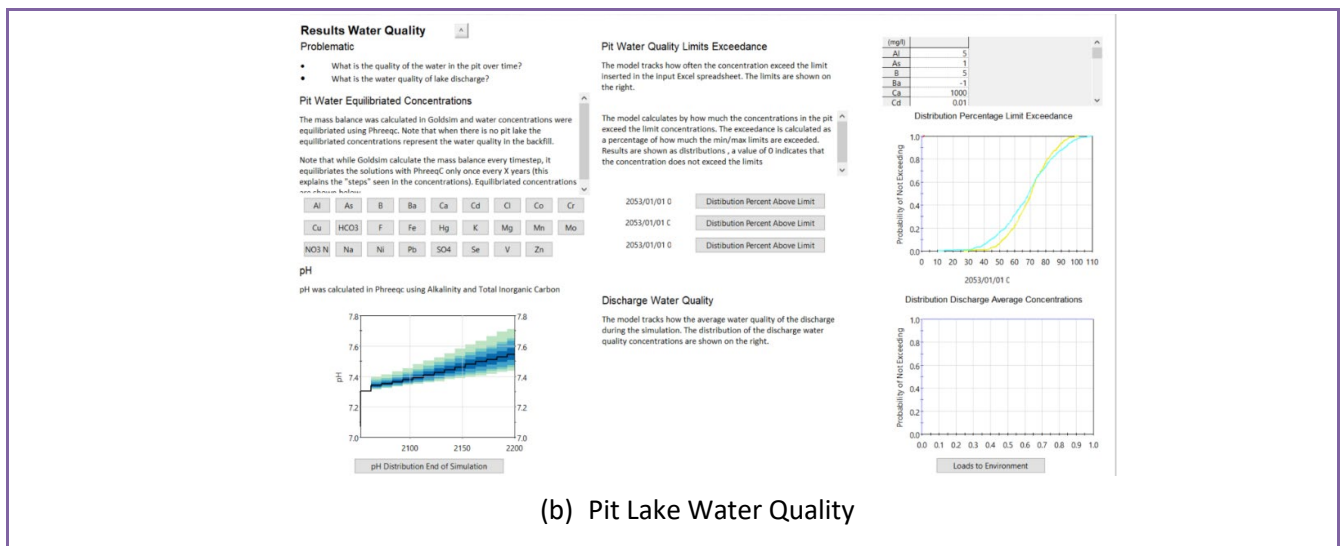 Results Water Quality
^
Problematic
• What is the quality of the water in the pit over time?
• What is the water quality of lake discharge?
Pit Water Equilibriated Concentrations
The mass balance was calculated in Goldsim and water concentrations were
equilibriated using Phreeqc. Note that when there is no pit lake the
equilibriated concentrations represent the water quality in the backfill.
Note that while Goldsim calculate the mass balance every timestep, it
equilibriates the solutions with PhreeqC only once every X years (this
explains the "steps" seen in the concentrations). Equilibriated concentrations
are shown below
Al As B Ba Ca Cd Cl Co Cr
Cu HCO3 F Fe Hg K Mg Mn Mo
NO3 N Na Ni Pb SO4 Se V Zn
pH
pH was calculated in Phreeqc using Alkalinity and Total Inorganic Carbon
7.8 7.8
7.6 7.6
7.4 7.4
7.2 7.2
7.0 7.0
pH
2100 2150 2200
pH Distribution End of Simulation
Pit Water Quality Limits Exceedance
The model tracks how often the concentration exceed the limit
inserted in the input Excel spreadsheet. The limits are shown on
the right.
The model calculates by how much the concentrations in the pit
exceed the limit concentrations. The exceedance is calculated as
a percentage of how much the min/max limits are exceeded.
Results are shown as distributions , a value of 0 indicates that
the concentration does not exceed the limits
2053/01/01 0 Distibution Percent Above Limit
2053/01/01 C Distibution Percent Above Limit
2053/01/01 0 Distibution Percent Above Limit
Discharge Water Quality
The model tracks how the average water quality of the discharge
during the simulation. The distribution of the discharge water
quality concentrations are shown on the right.
(mg/l)
Al 5
As 1
B 5
Ba -1
Ca 1000
Cd 0.01
Distribution Percentage Limit Exceedance
Probability of Not Exceeding
1.0
0.8
0.6
0.4
0.2
0.0
0 10 20 30 40 50 60 70 80 90 100 110
2053/01/01 C
Distribution Discharge Average Concentrations
Probability of Not Exceeding
1.0
0.8
0.6
0.4
0.2
0.0
0.0 0.1 0.2 0.3 0.4 0.5 0.6 0.7 0.8 0.9 1.0
Loads to Environment
(b) Pit Lake Water Quality